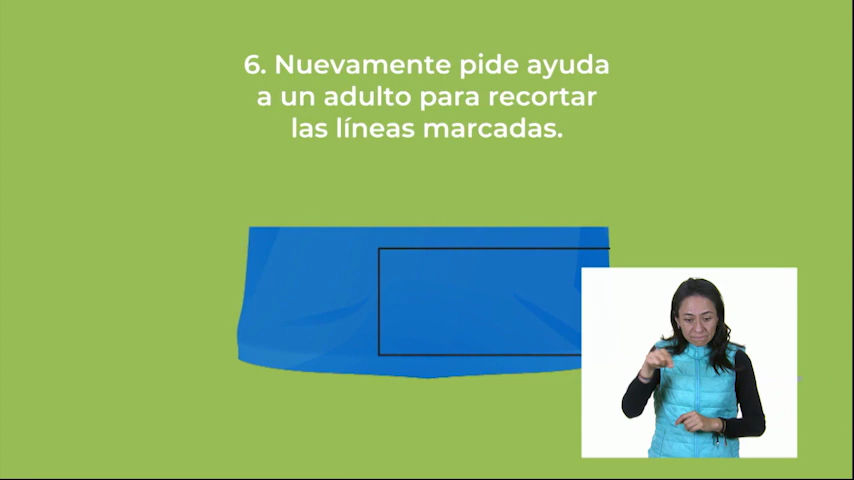 6. Nuevamente pide ayuda
a un adulto para recortar
las líneas marcadas.